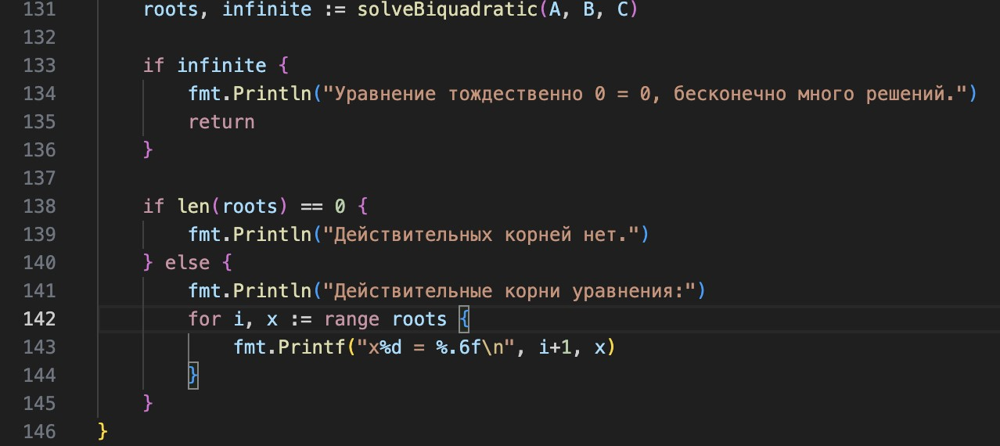 131 roots, infinite := solveBiquadratic(A, B, C)
132
133 if infinite {
134 fmt.Println("Уравнение тождественно 0 = 0, бесконечно много решений.")
135 return
136 }
137
138 if len(roots) == 0 {
139 fmt.Println("Действительных корней нет.")
140 } else {
141 fmt.Println("Действительные корни уравнения:")
142 for i, x := range roots {
143 fmt.Printf("x%d = %.6f\n", i+1, x)
144 }
145 }
146 }